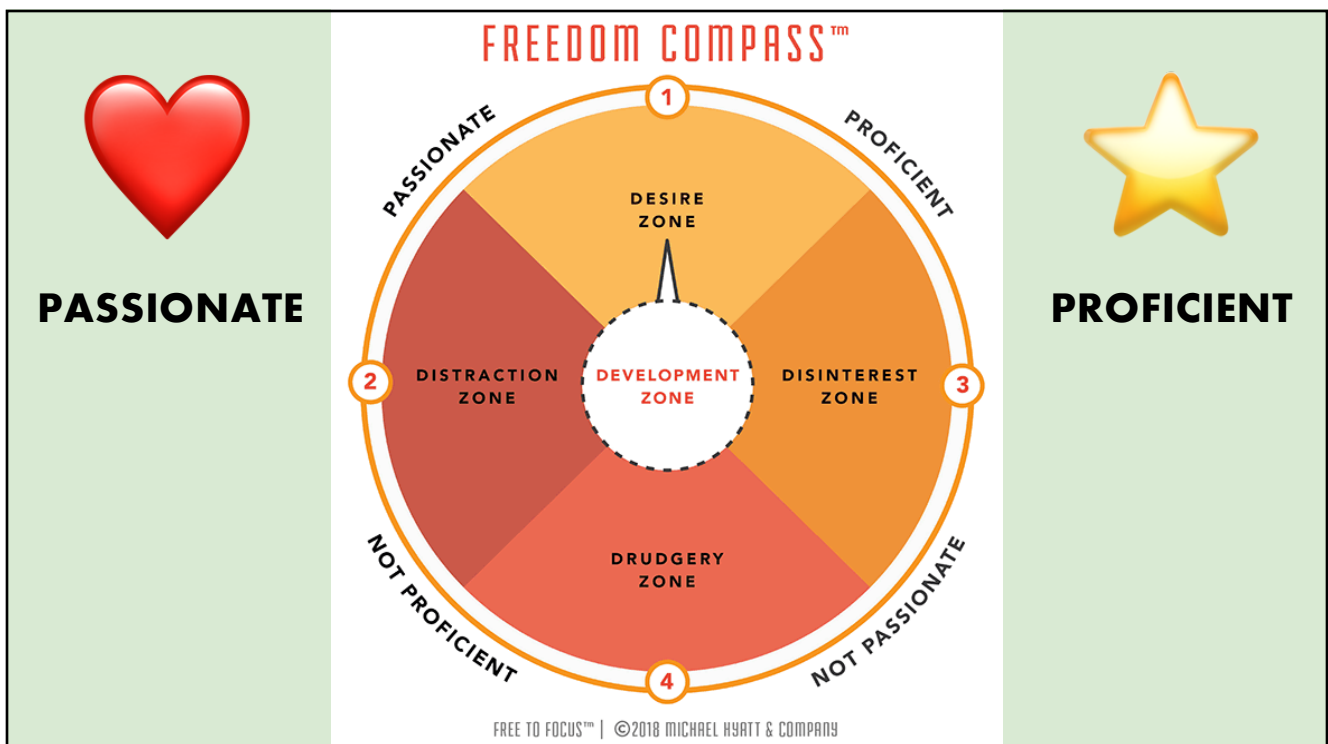 FREEDOM COMPASS™
1
PASSIONATE
PROFICIENT
DESIRE
ZONE
PASSIONATE
PROFICIENT
2
DISTRACTION
ZONE
DEVELOPMENT
ZONE
DISINTEREST
ZONE
3
DRUDGERY
ZONE
NOT PROFICIENT
NOT PASSIONATE
4
FREE TO FOCUS™ | ©2018 MICHAEL HYATT & COMPANY